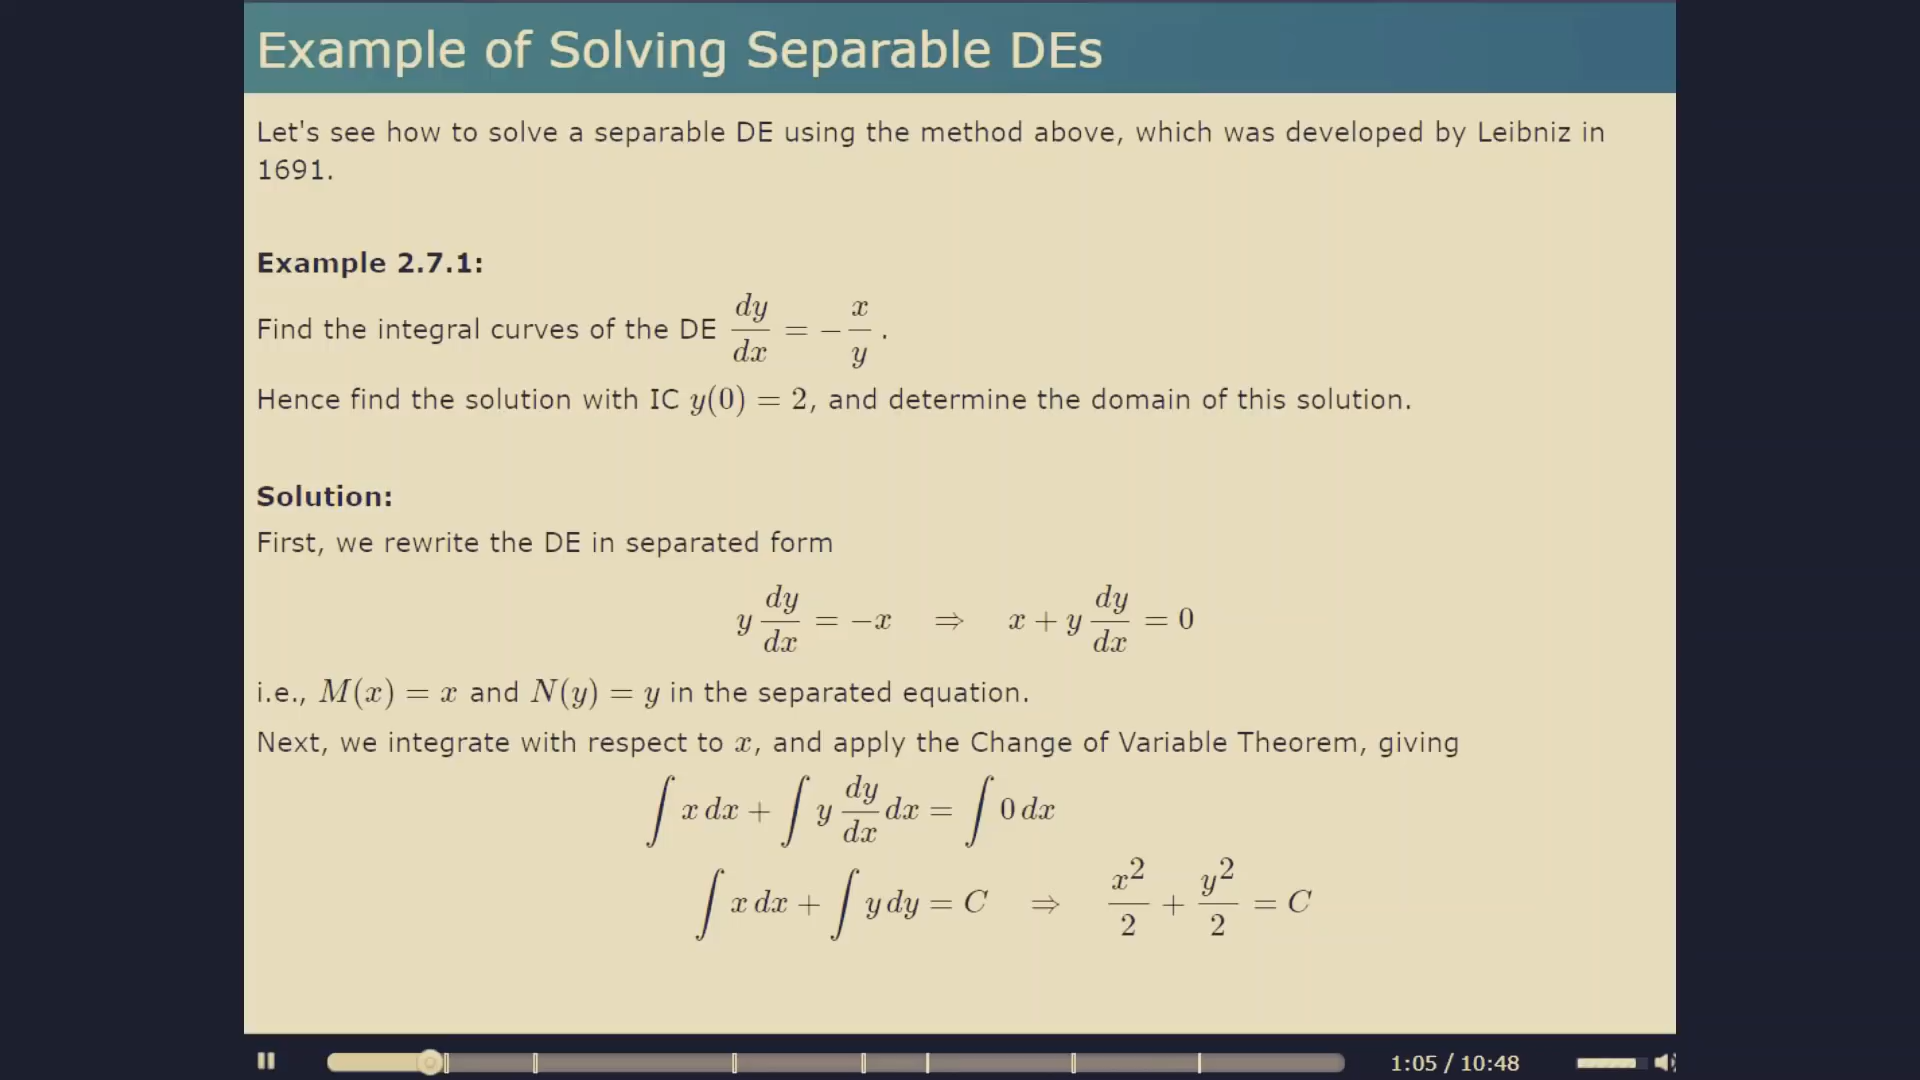 Example of Solving Separable DEs
Let's see how to solve a separable DE using the method above, which was developed by Leibniz in
1691.
Example 2.7.1:
Find the integral curves of the DE dy/dx = −x/y .
Hence find the solution with IC y(0) = 2, and determine the domain of this solution.
Solution:
First, we rewrite the DE in separated form
y dy/dx = −x ⇒ x + y dy/dx = 0
i.e., M(x) = x and N(y) = y in the separated equation.
Next, we integrate with respect to x, and apply the Change of Variable Theorem, giving
∫ x dx + ∫ y dy/dx dx = ∫ 0 dx
∫ x dx + ∫ y dy = C ⇒ x²/2 + y²/2 = C
1:05 / 10:48